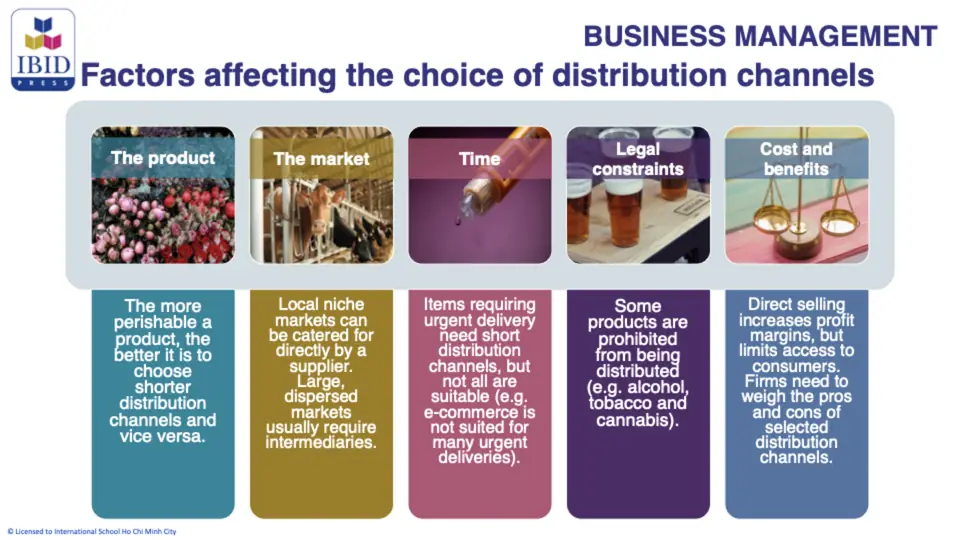 IBID
PRESS
BUSINESS MANAGEMENT
Factors affecting the choice of distribution channels
The product
The more
perishable a
product, the
better it is to
choose
shorter
distribution
channels and
vice versa.
The market
Local niche
markets can
be catered for
directly by a
supplier.
Large,
dispersed
markets
usually require
intermediaries.
Time
Items requiring
urgent delivery
need short
distribution
channels, but
not all are
suitable (e.g.
e-commerce is
not suited for
many urgent
deliveries).
Legal
constraints
Some
products are
prohibited
from being
distributed
(e.g. alcohol,
tobacco and
cannabis).
Cost and
benefits
Direct selling
increases profit
margins, but
limits access to
consumers.
Firms need to
weigh the pros
and cons of
selected
distribution
channels.
© Licensed to International School Ho Chi Minh City